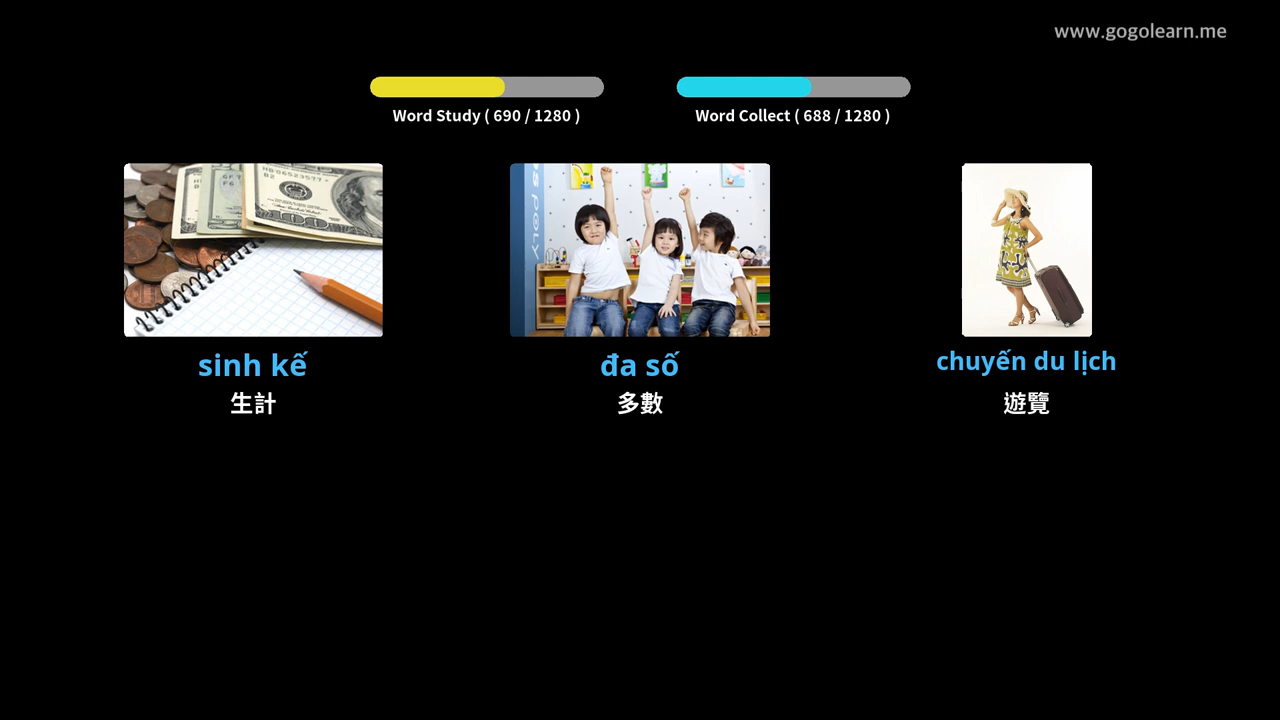 www.gogolearn.me
Word Study ( 690 / 1280 )
Word Collect ( 688 / 1280 )
sinh kế
đa số
chuyến du lịch
生計
多數
遊覽